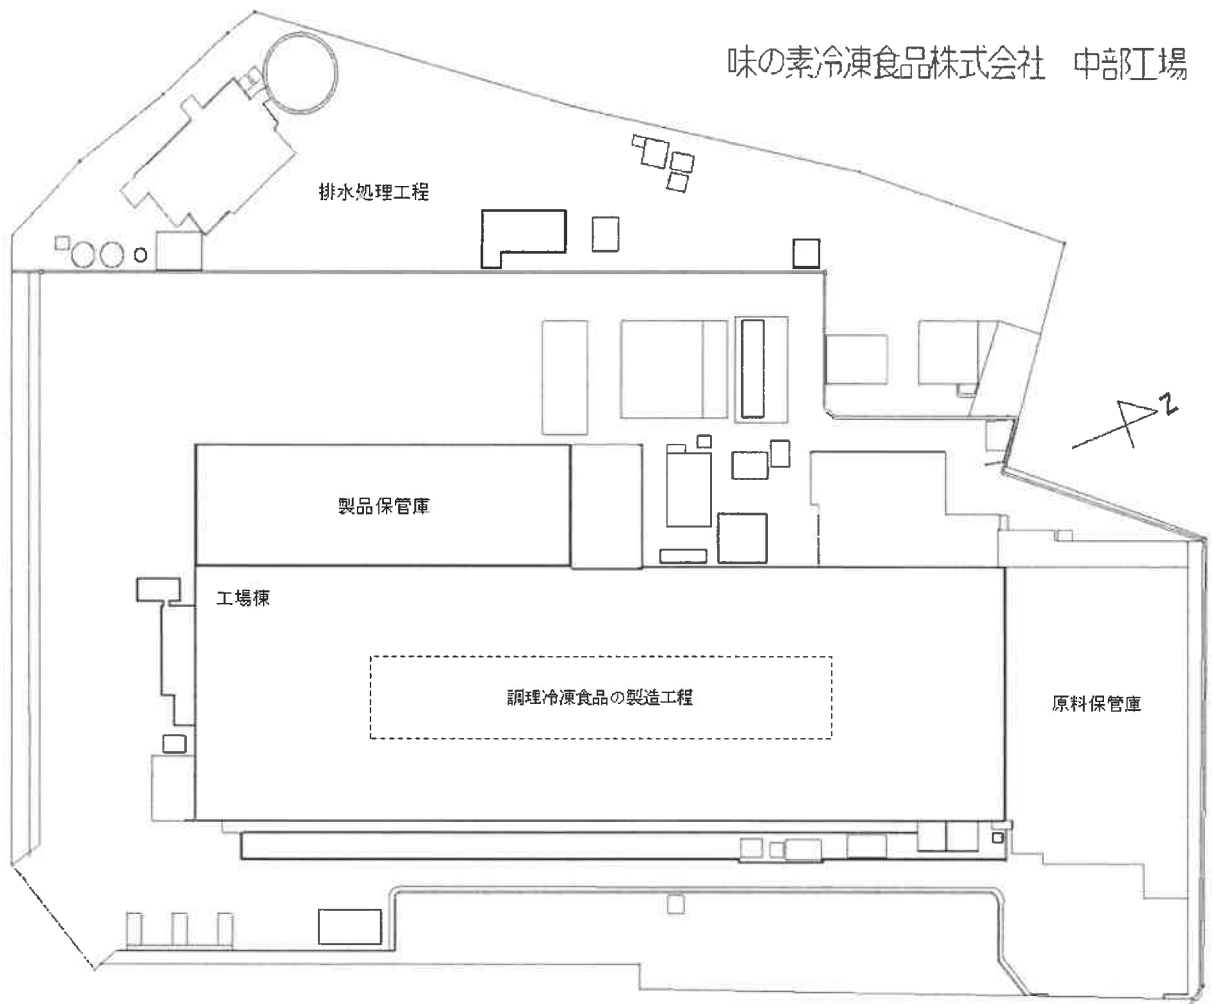 味の素冷凍食品株式会社 中部工場
排水処理工程
Z
製品保管庫
工場棟
調理冷凍食品の製造工程
原料保管庫